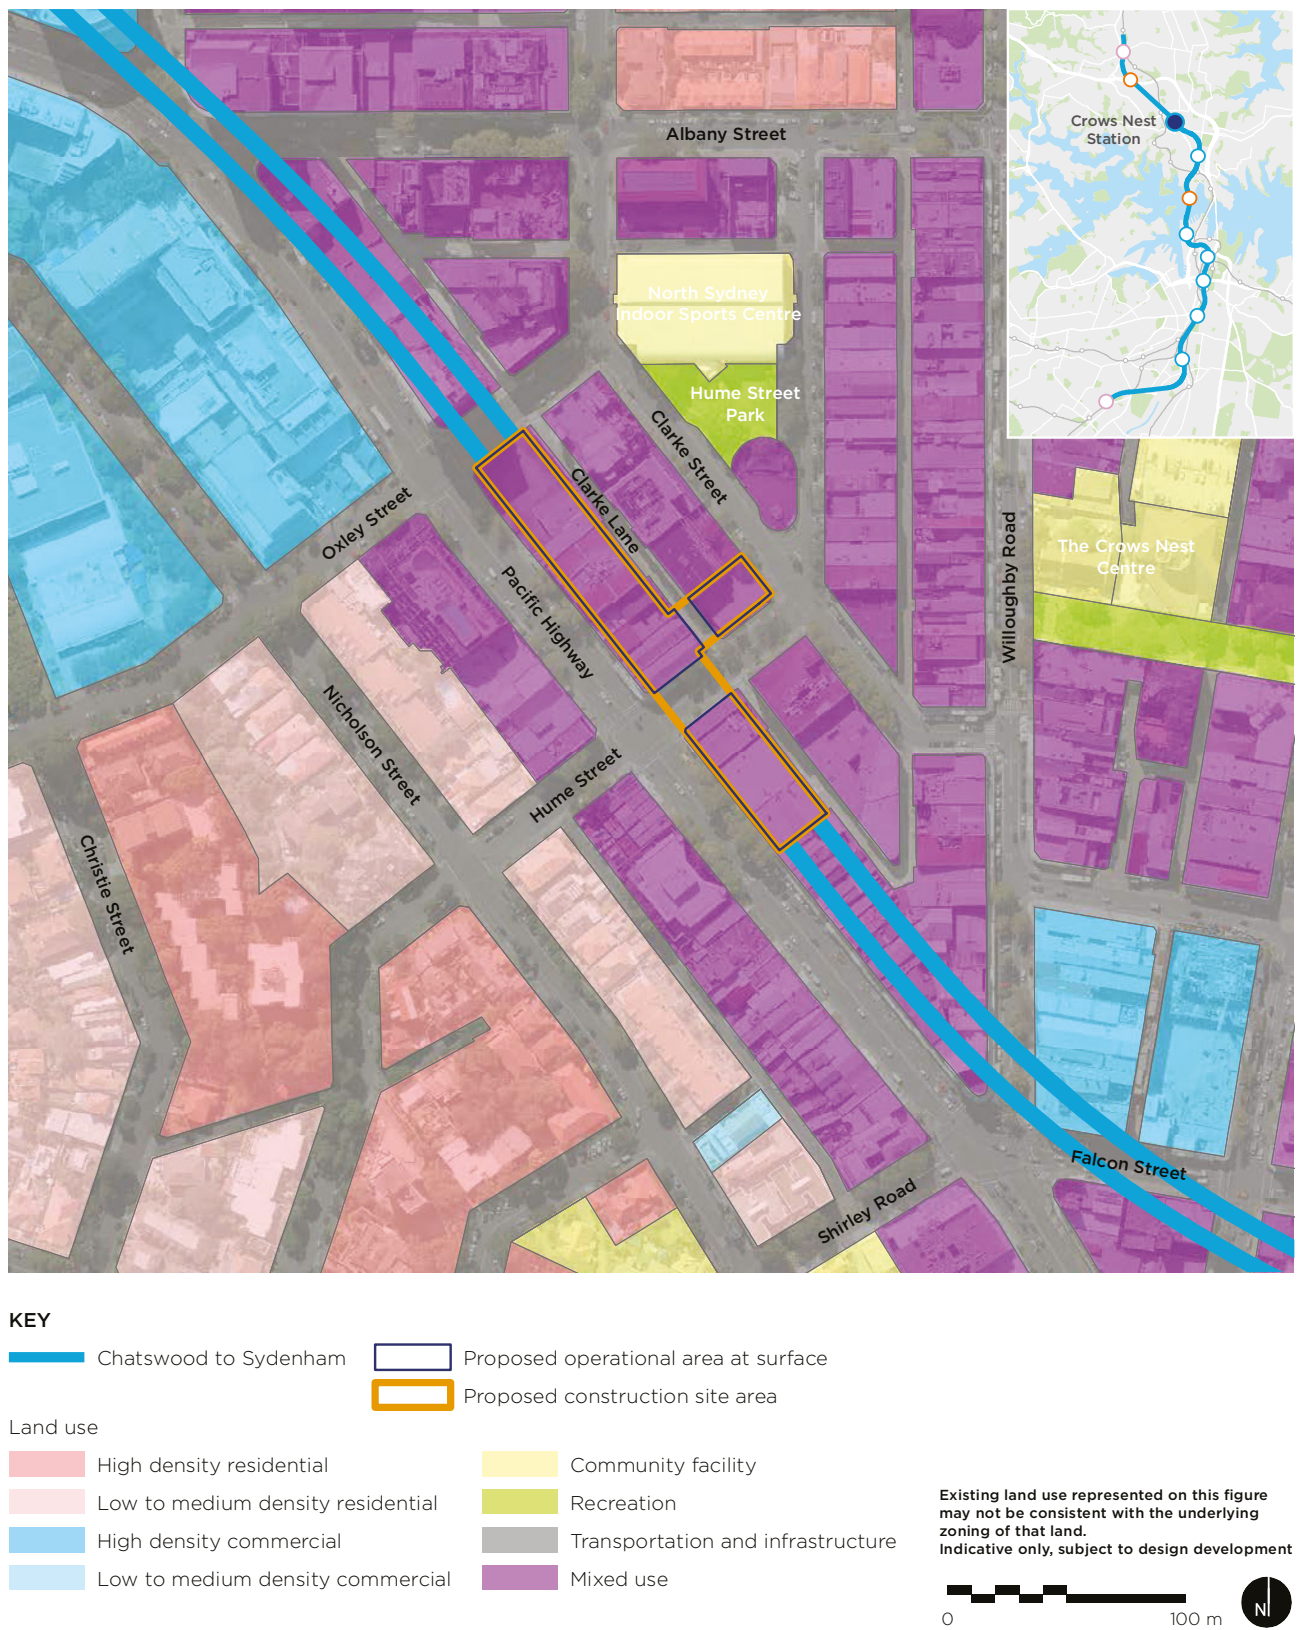 Albany Street
Crows Nest
Station
North Sydney
Indoor Sports Centre
Hume Street
Park
Clarke Street
Clarke Lane
Oxley Street
Pacific Highway
Willoughby Road
The Crows Nest
Centre
Nicholson Street
Hume Street
Christie Street
Falcon Street
Shirley Road
KEY
Chatswood to Sydenham
Proposed operational area at surface
Proposed construction site area
Land use
High density residential
Low to medium density residential
High density commercial
Low to medium density commercial
Community facility
Recreation
Transportation and infrastructure
Mixed use
Existing land use represented on this figure
may not be consistent with the underlying
zoning of that land.
Indicative only, subject to design development
0 100 m
N